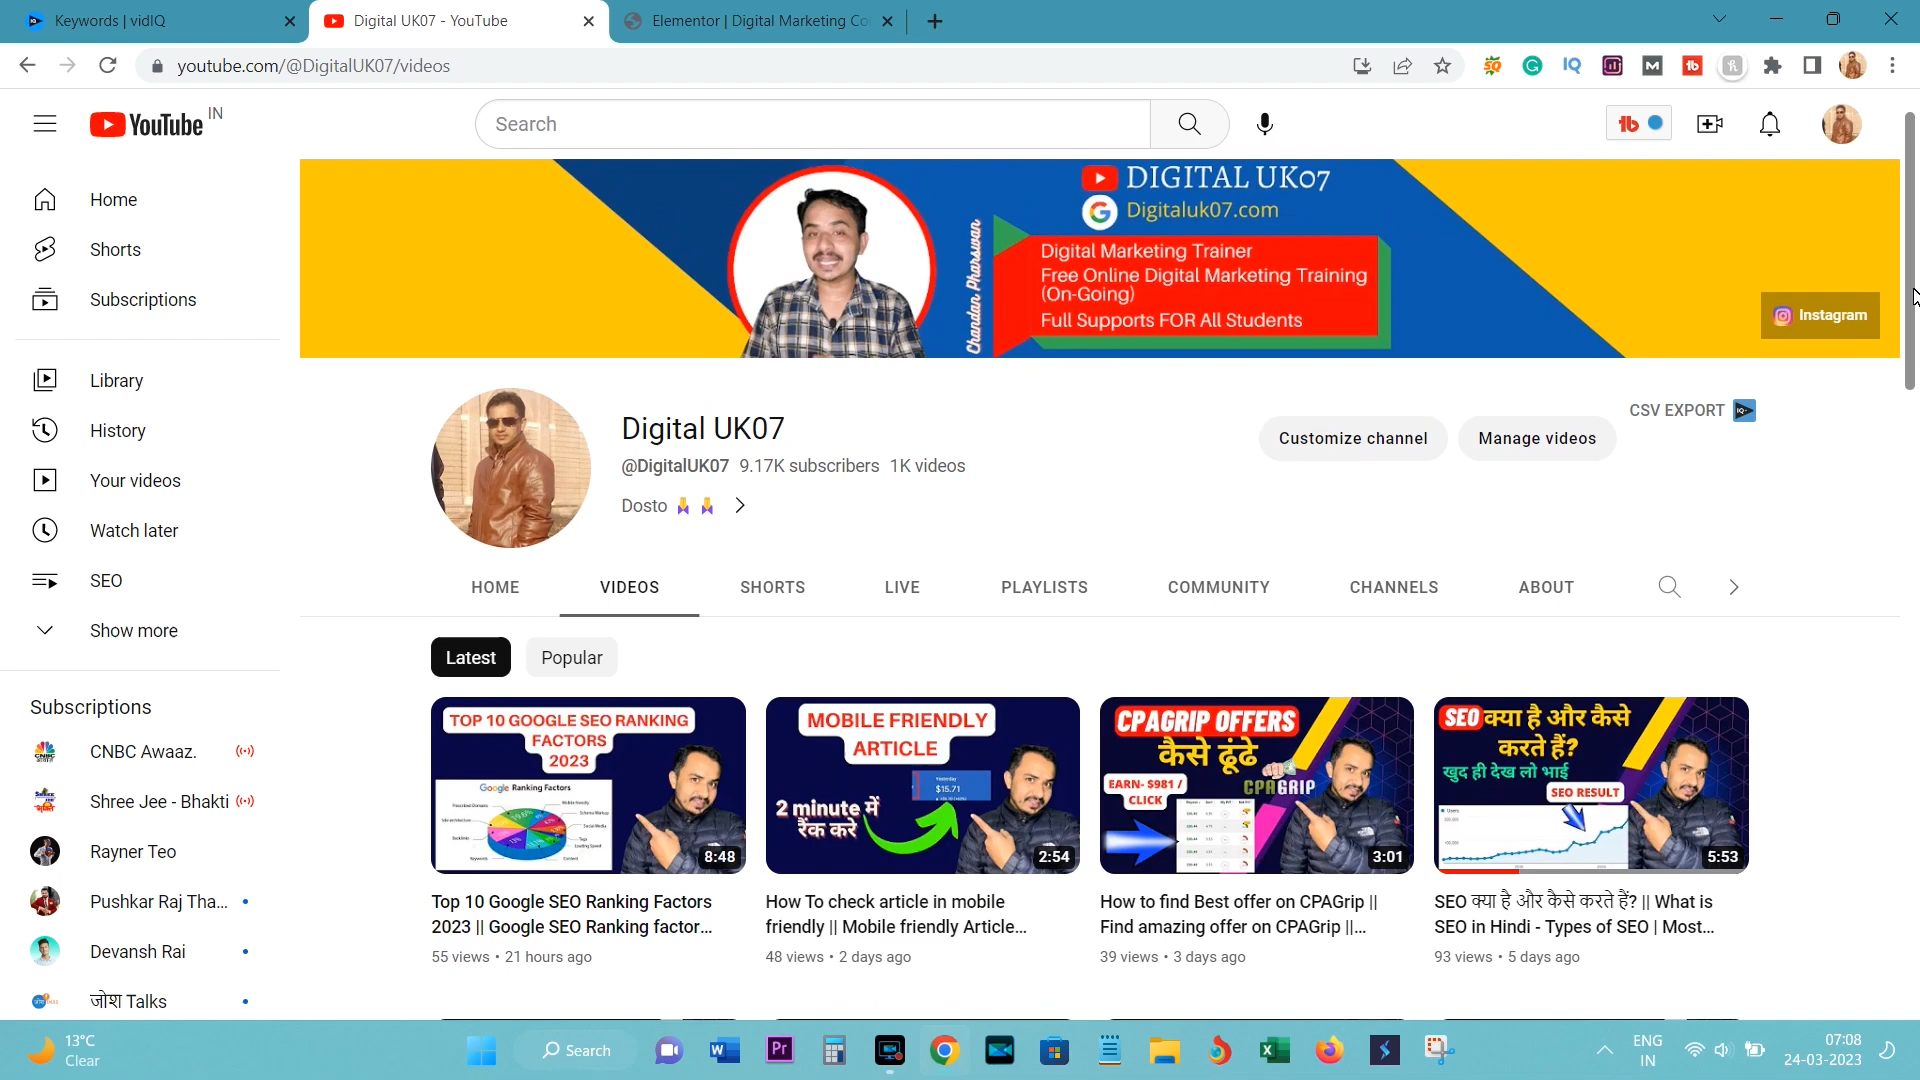 Keywords | vidIQ
Digital UK07 - YouTube
Elementor | Digital Marketing Co
youtube.com/@DigitalUK07/videos
YouTube IN
Search
Home
Shorts
Subscriptions
Library
History
Your videos
Watch later
SEO
Show more
Subscriptions
CNBC Awaaz.
Shree Jee - Bhakti
Rayner Teo
Pushkar Raj Tha...
Devansh Rai
जोश Talks
DIGITAL UK07
Digitaluk07.com
Chandan Pharswan
Digital Marketing Trainer
Free Online Digital Marketing Training
(On-Going)
Full Supports FOR All Students
Instagram
Digital UK07
@DigitalUK07 9.17K subscribers 1K videos
Dosto
Customize channel
Manage videos
CSV EXPORT
HOME
VIDEOS
SHORTS
LIVE
PLAYLISTS
COMMUNITY
CHANNELS
ABOUT
Latest
Popular
TOP 10 GOOGLE SEO RANKING
FACTORS
2023
Google Ranking Factors
8:48
Top 10 Google SEO Ranking Factors
2023 || Google SEO Ranking factor...
55 views • 21 hours ago
MOBILE FRIENDLY
ARTICLE
Yesterday
$15.71
2 minute में
रैंक करे
2:54
How To check article in mobile
friendly || Mobile friendly Article...
48 views • 2 days ago
CPAGRIP OFFERS
कैसे ढूंढे
EARN- $981 /
CLICK
CPAGRIP
3:01
How to find Best offer on CPAGrip ||
Find amazing offer on CPAGrip ||...
39 views • 3 days ago
SEO क्या है और कैसे
करते हैं?
खुद ही देख लो भाई
SEO RESULT
5:53
SEO क्या है और कैसे करते हैं? || What is
SEO in Hindi - Types of SEO | Most...
93 views • 5 days ago
13°C
Clear
Search
ENG
IN
07:08
24-03-2023